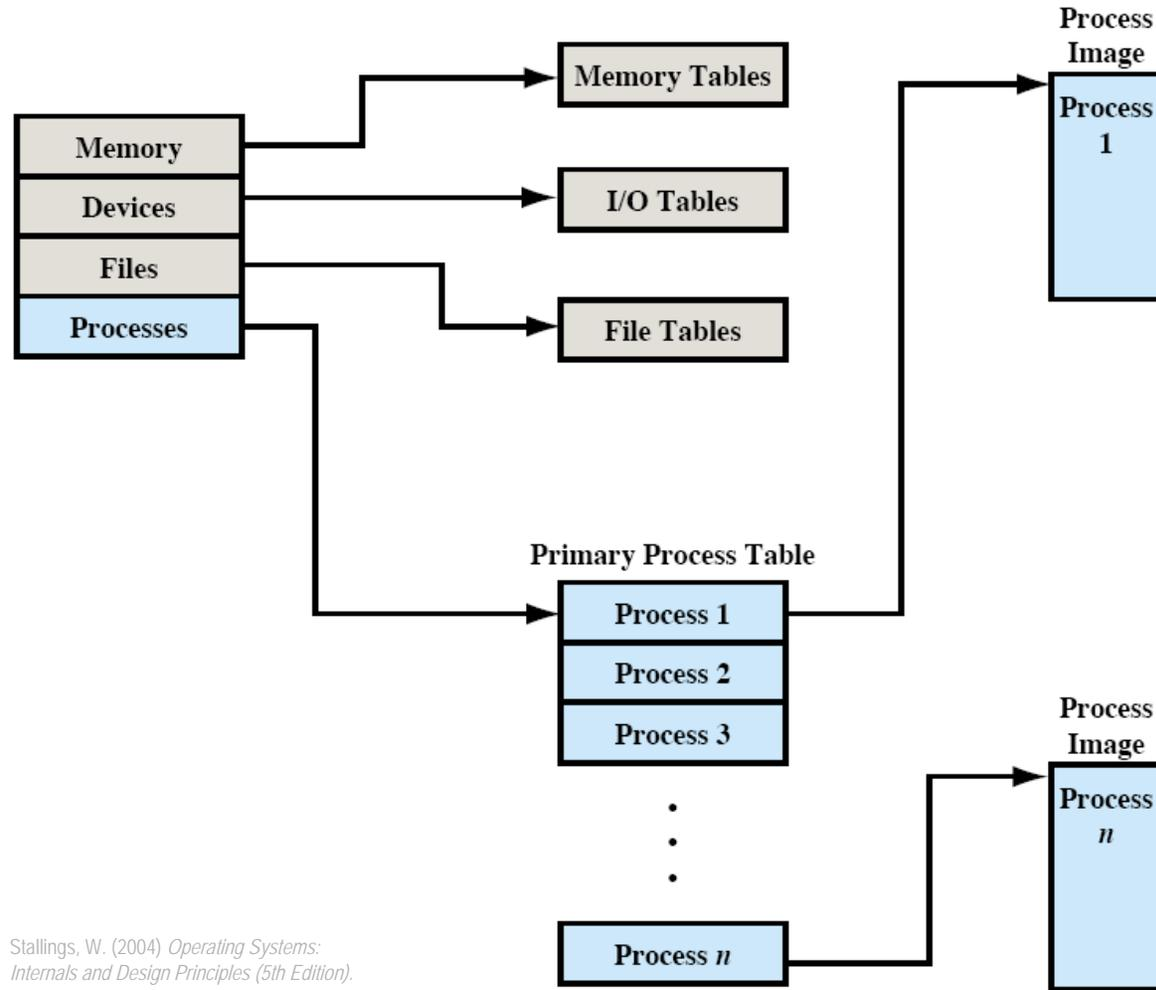 Memory
Devices
Files
Processes
Memory Tables
I/O Tables
File Tables
Primary Process Table
Process 1
Process 2
Process 3
Process n
Process
Image
Process
1
Process
Image
Process
n
Stallings, W. (2004) Operating Systems:
Internals and Design Principles (5th Edition).